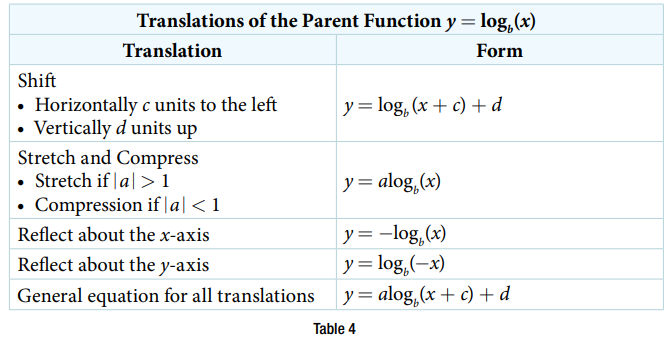 Translations of the Parent Function y = log_b(x)
Translation Form
Shift
• Horizontally c units to the left
• Vertically d units up
y = log_b(x + c) + d
Stretch and Compress
• Stretch if |a| > 1
• Compression if |a| < 1
y = alog_b(x)
Reflect about the x-axis y = −log_b(x)
Reflect about the y-axis y = log_b(−x)
General equation for all translations y = alog_b(x + c) + d
Table 4